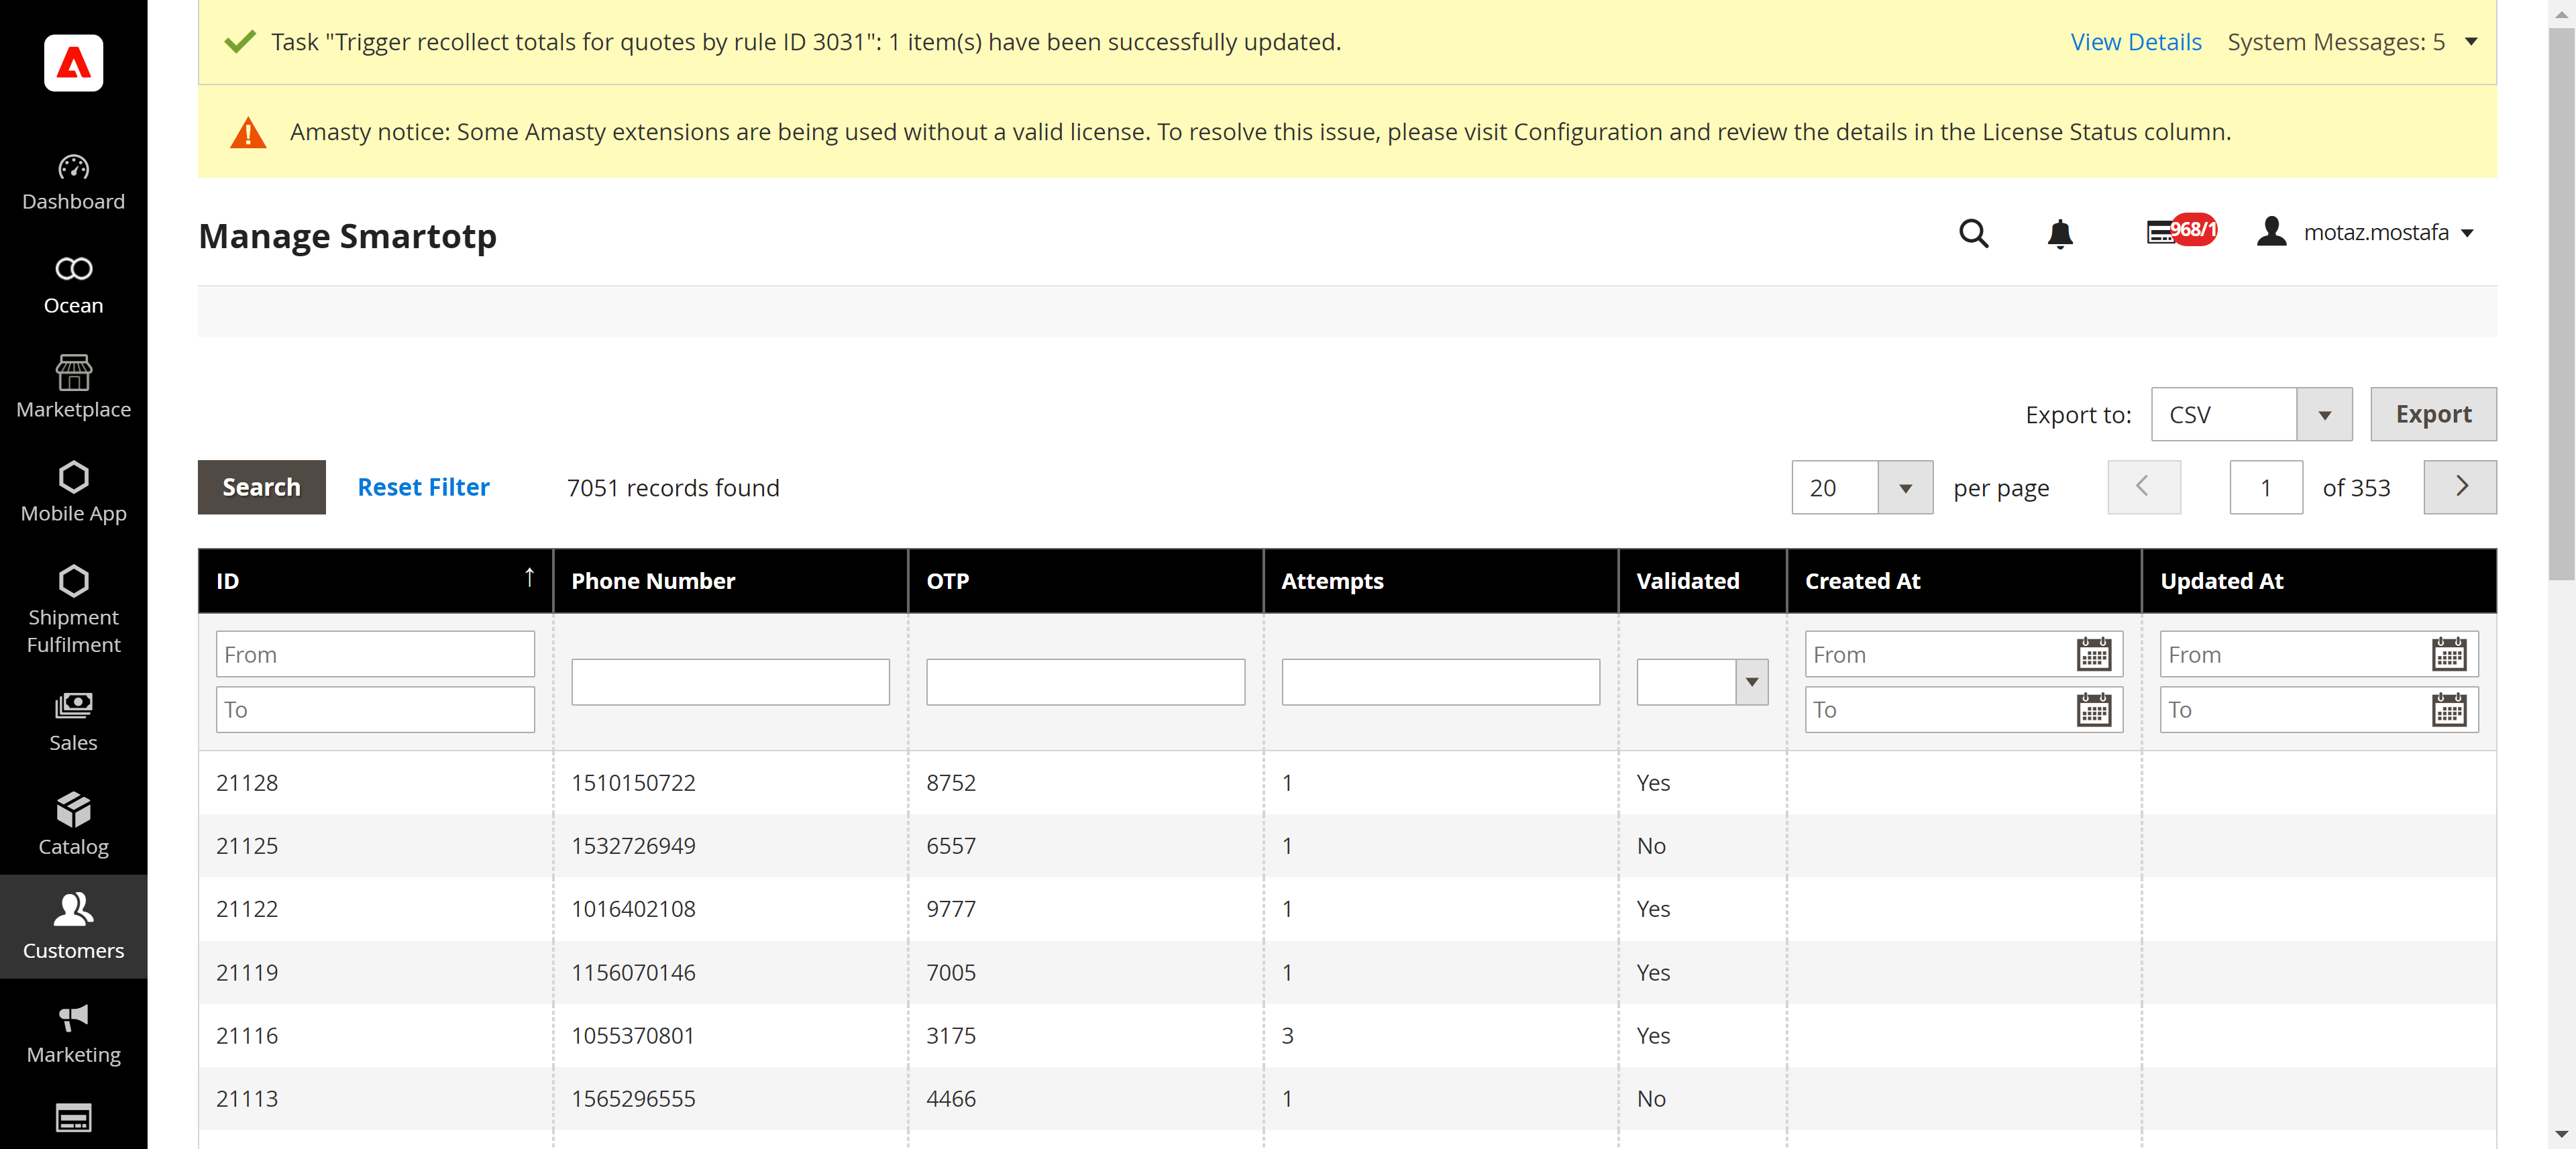 Task "Trigger recollect totals for quotes by rule ID 3031": 1 item(s) have been successfully updated. View Details System Messages: 5
Amasty notice: Some Amasty extensions are being used without a valid license. To resolve this issue, please visit Configuration and review the details in the License Status column.
Dashboard
Ocean
Marketplace
Mobile App
Shipment
Fulfilment
Sales
Catalog
Customers
Marketing
Manage Smartotp 968/1 motaz.mostafa
Export to: CSV Export
Search Reset Filter 7051 records found 20 per page 1 of 353
ID ↑ Phone Number OTP Attempts Validated Created At Updated At
From From From
To To To
21128 1510150722 8752 1 Yes
21125 1532726949 6557 1 No
21122 1016402108 9777 1 Yes
21119 1156070146 7005 1 Yes
21116 1055370801 3175 3 Yes
21113 1565296555 4466 1 No